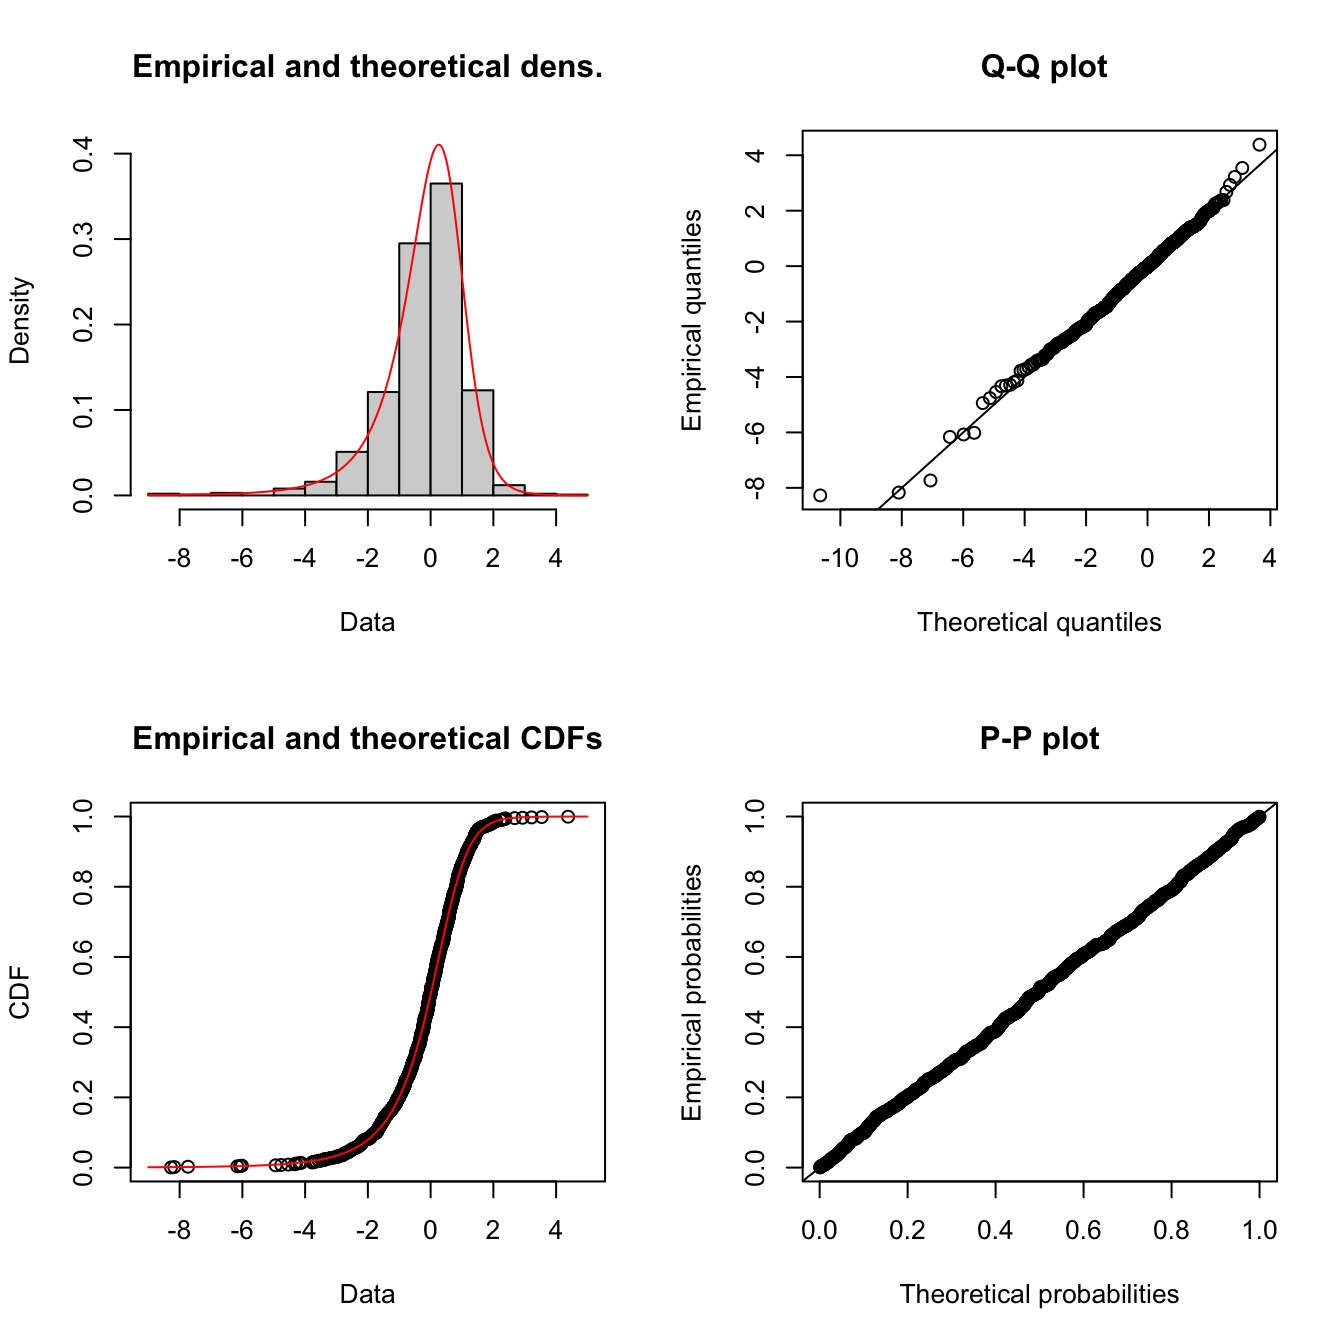 Empirical and theoretical dens.
Density
0.0 0.1 0.2 0.3 0.4
-8 -6 -4 -2 0 2 4
Data
Q-Q plot
Empirical quantiles
-8 -6 -4 -2 0 2 4
-10 -8 -6 -4 -2 0 2 4
Theoretical quantiles
Empirical and theoretical CDFs
CDF
0.0 0.2 0.4 0.6 0.8 1.0
-8 -6 -4 -2 0 2 4
Data
P-P plot
Empirical probabilities
0.0 0.2 0.4 0.6 0.8 1.0
0.0 0.2 0.4 0.6 0.8 1.0
Theoretical probabilities